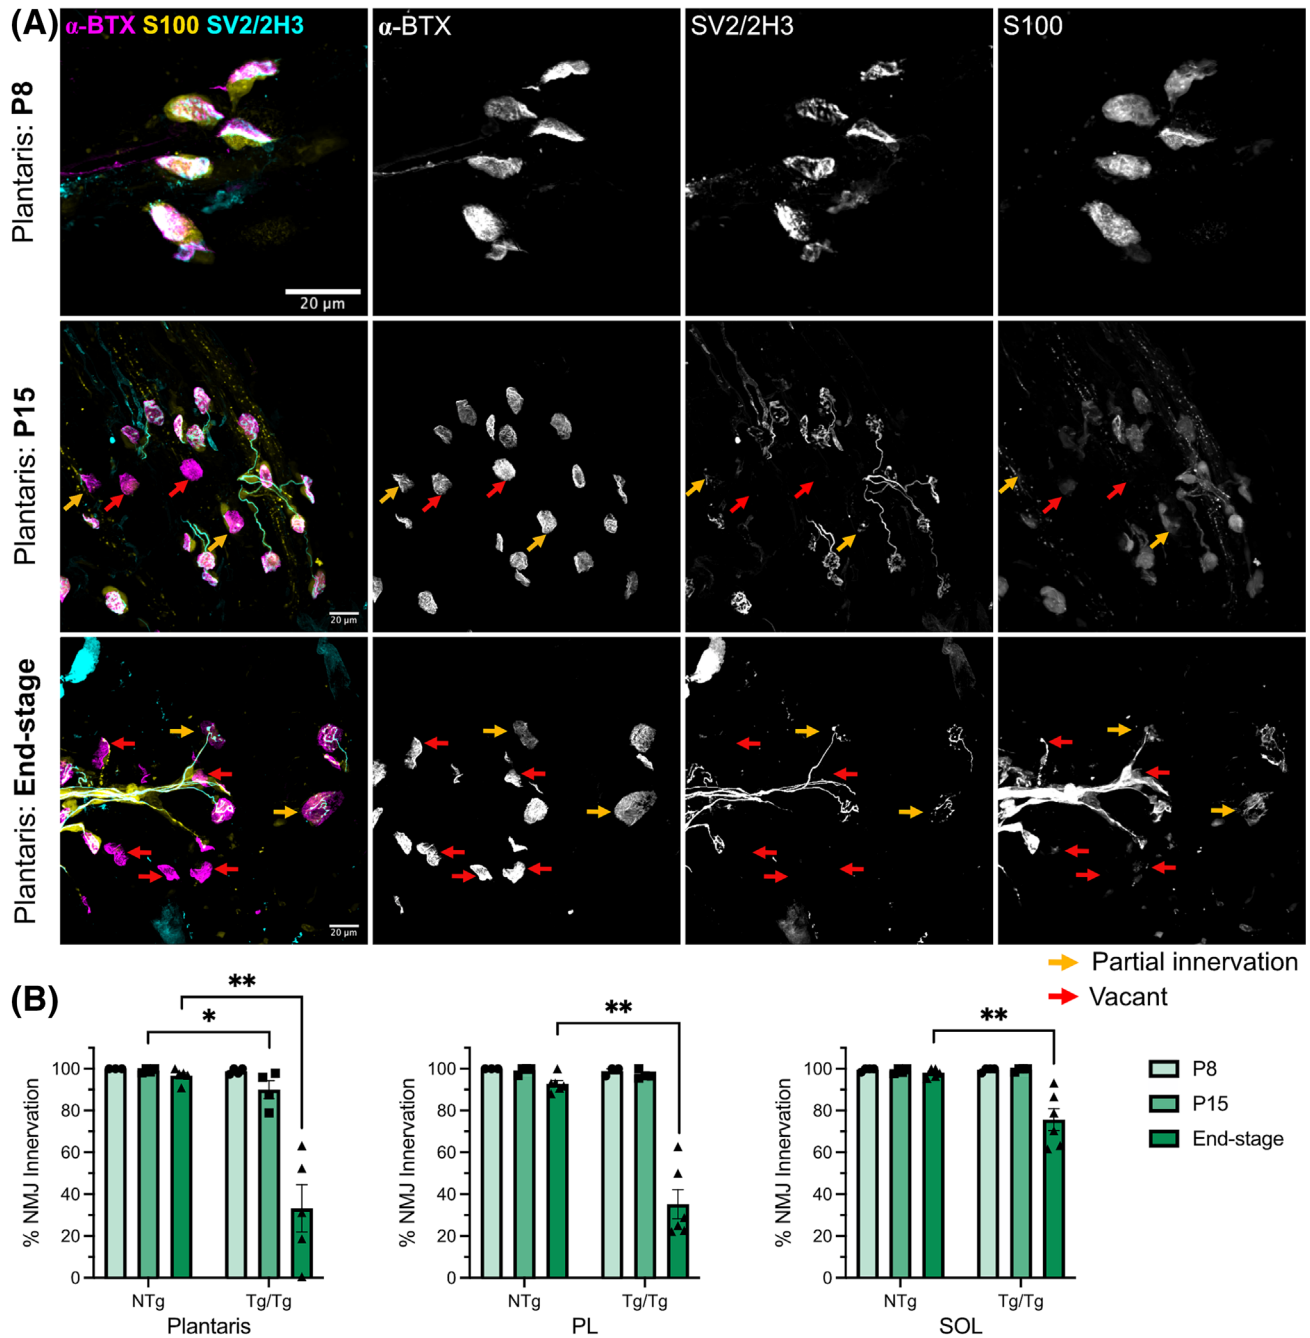 (A)
α-BTX S100 SV2/2H3
α-BTX
SV2/2H3
S100
Plantaris: P8
20 μm
Plantaris: P15
20 μm
Plantaris: End-stage
20 μm
Partial innervation
Vacant
(B)
**
*
% NMJ Innervation
100
80
60
40
20
0
NTg
Tg/Tg
Plantaris
**
% NMJ Innervation
100
80
60
40
20
0
NTg
Tg/Tg
PL
**
% NMJ Innervation
100
80
60
40
20
0
NTg
Tg/Tg
SOL
P8
P15
End-stage